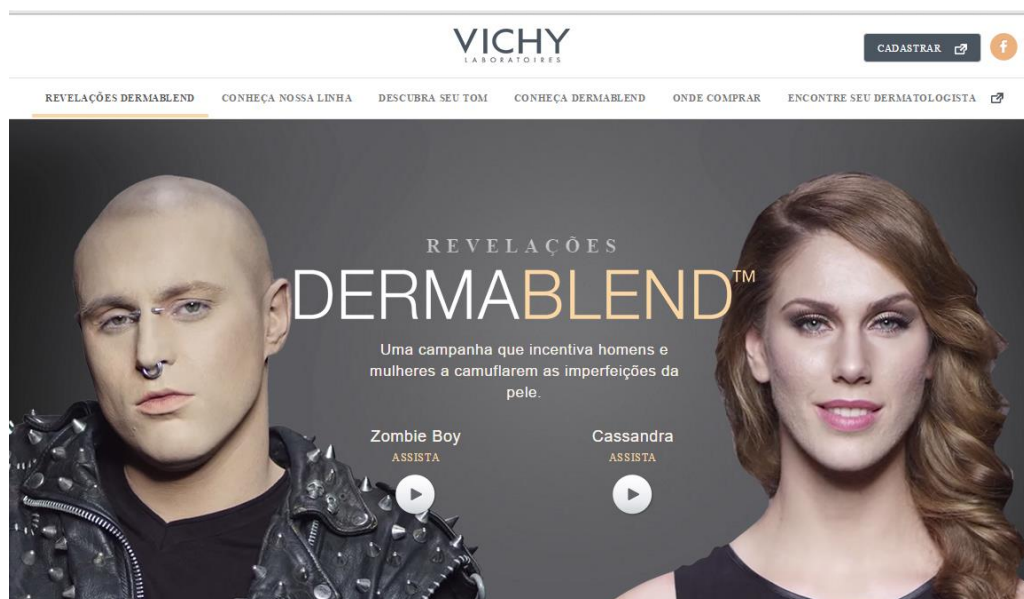 VICHY
LABORATOIRES
CADASTRAR
f
REVELAÇÕES DERMABLEND CONHEÇA NOSSA LINHA DESCUBRA SEU TOM CONHEÇA DERMABLEND ONDE COMPRAR ENCONTRE SEU DERMATOLOGISTA
REVELAÇÕES
DERMABLEND™
Uma campanha que incentiva homens e
mulheres a camuflarem as imperfeições da
pele.
Zombie Boy Cassandra
ASSISTA ASSISTA